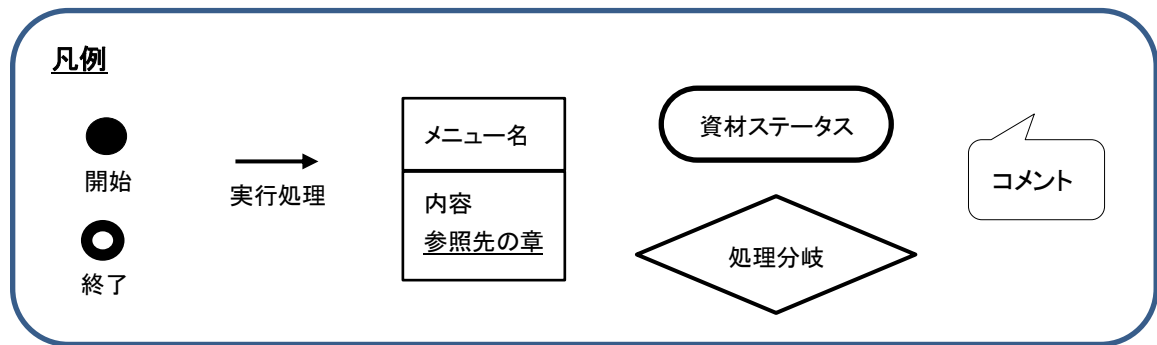 凡例
開始
終了
実行処理
メニュー名
内容
参照先の章
資材ステータス
処理分岐
コメント